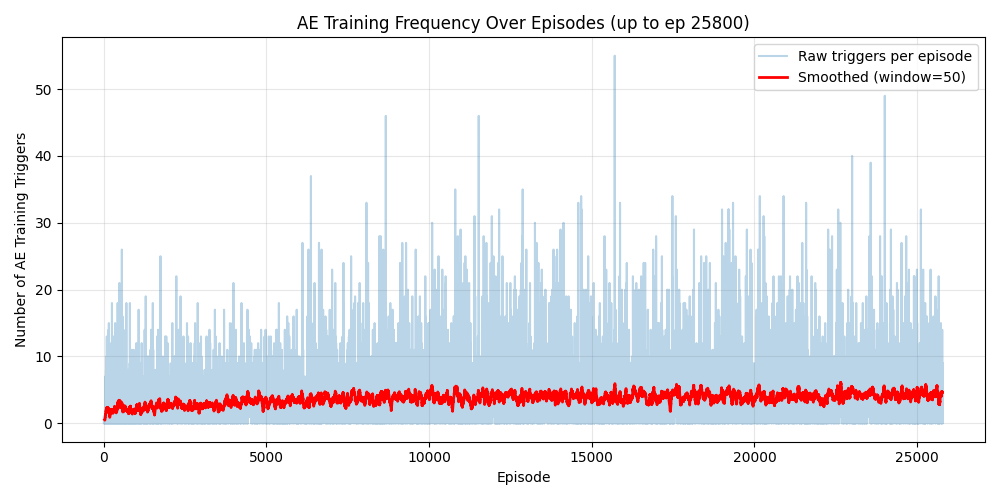 AE Training Frequency Over Episodes (up to ep 25800)
Raw triggers per episode
Smoothed (window=50)
Number of AE Training Triggers
50
40
30
20
10
0
0 5000 10000 15000 20000 25000
Episode